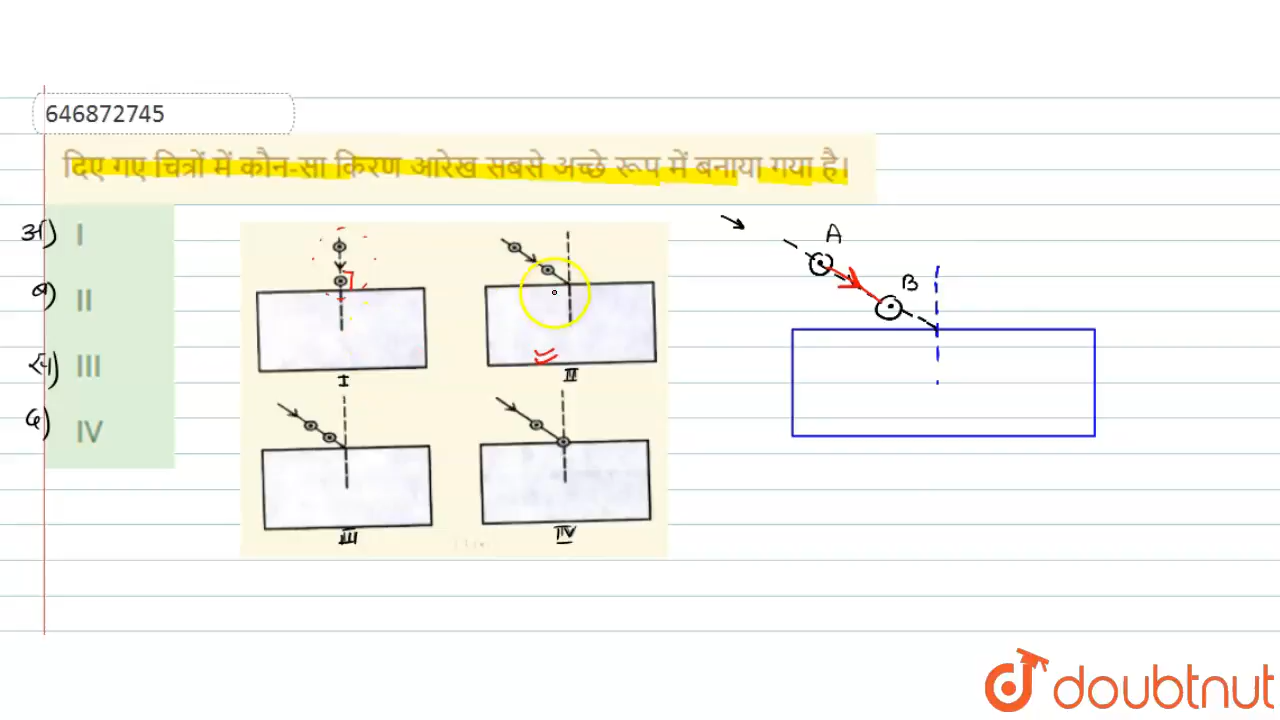 646872745
दिए गए चित्रों में कौन-सा किरण आरेख सबसे अच्छे रूप में बनाया गया है।
अ) I
ब) II
स) III
द) IV
I
II
III
IV
A
B
doubtnut